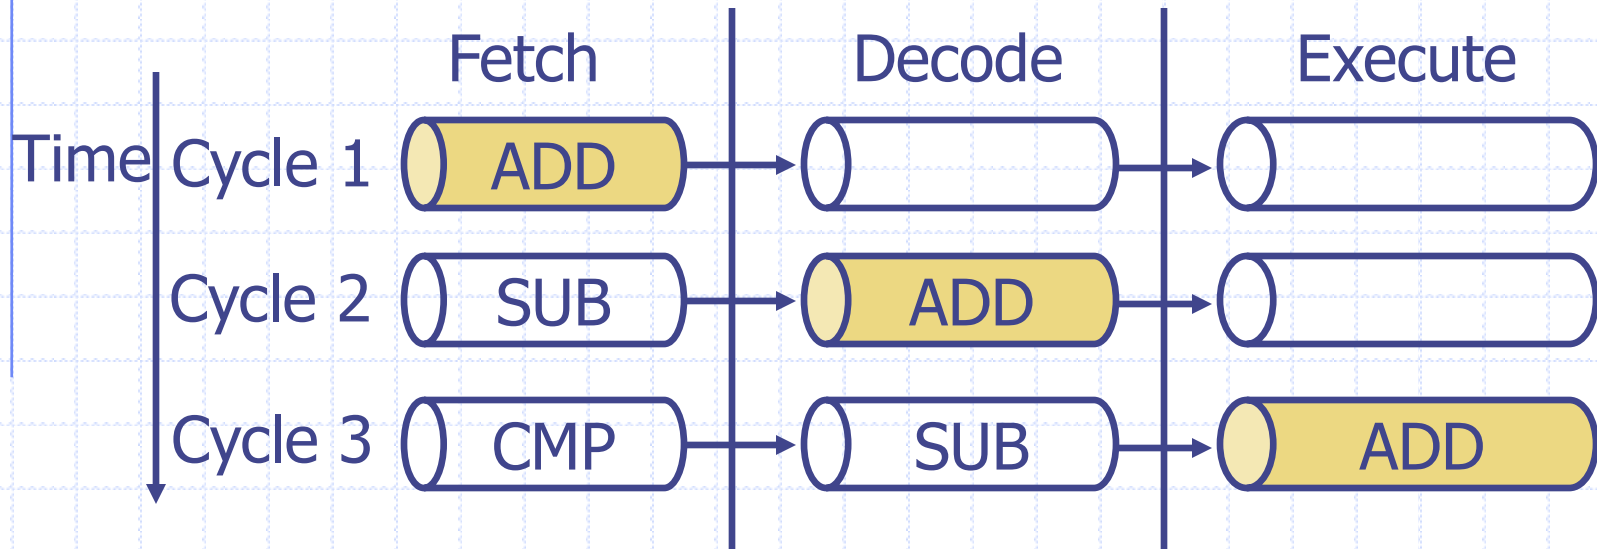 Fetch Decode Execute
Time Cycle 1 ADD
Cycle 2 SUB ADD
Cycle 3 CMP SUB ADD